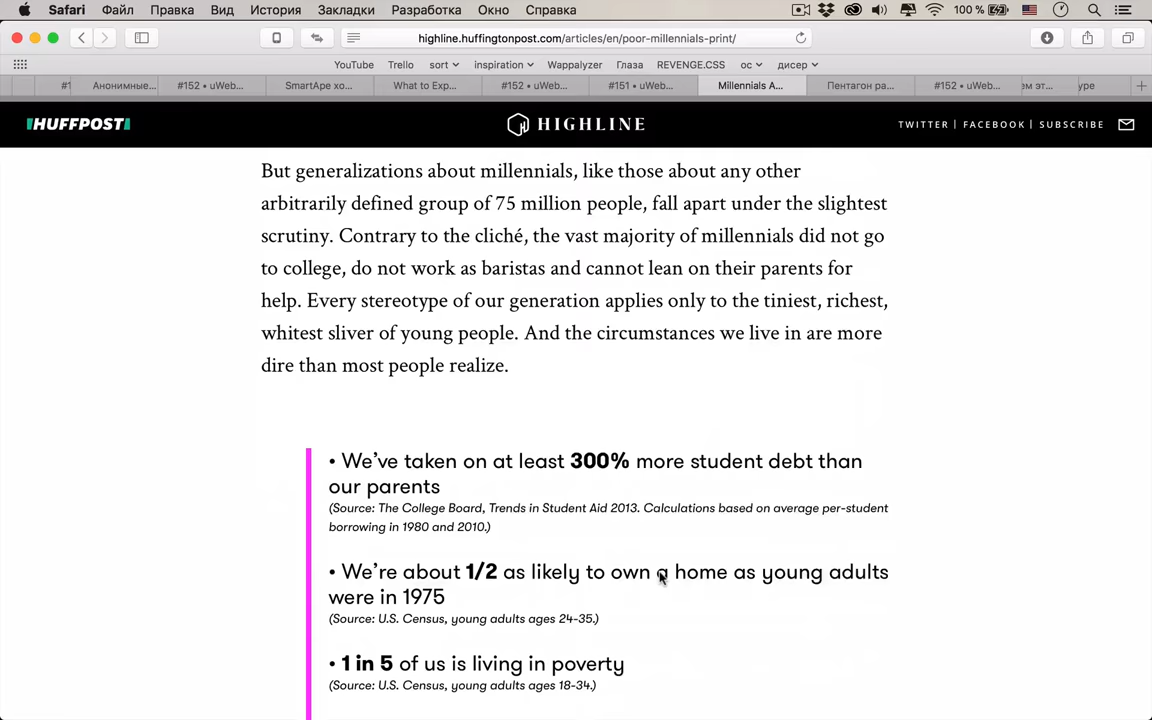 Safari Файл Правка Вид История Закладки Разработка Окно Справка 100 %
highline.huffingtonpost.com/articles/en/poor-millennials-print/
YouTube Trello sort inspiration Wappalyzer Глаза REVENGE.CSS ос дисер
#1 Анонимные... #152 • uWeb... SmartApe хо... What to Exp... #152 • uWeb... #151 • uWeb... Millennials A... Пентагон ра... #152 • uWeb... ем эт... ype
HUFFPOST HIGHLINE TWITTER | FACEBOOK | SUBSCRIBE
But generalizations about millennials, like those about any other
arbitrarily defined group of 75 million people, fall apart under the slightest
scrutiny. Contrary to the cliché, the vast majority of millennials did not go
to college, do not work as baristas and cannot lean on their parents for
help. Every stereotype of our generation applies only to the tiniest, richest,
whitest sliver of young people. And the circumstances we live in are more
dire than most people realize.
• We've taken on at least 300% more student debt than
our parents
(Source: The College Board, Trends in Student Aid 2013. Calculations based on average per-student
borrowing in 1980 and 2010.)
• We're about 1/2 as likely to own a home as young adults
were in 1975
(Source: U.S. Census, young adults ages 24-35.)
• 1 in 5 of us is living in poverty
(Source: U.S. Census, young adults ages 18-34.)